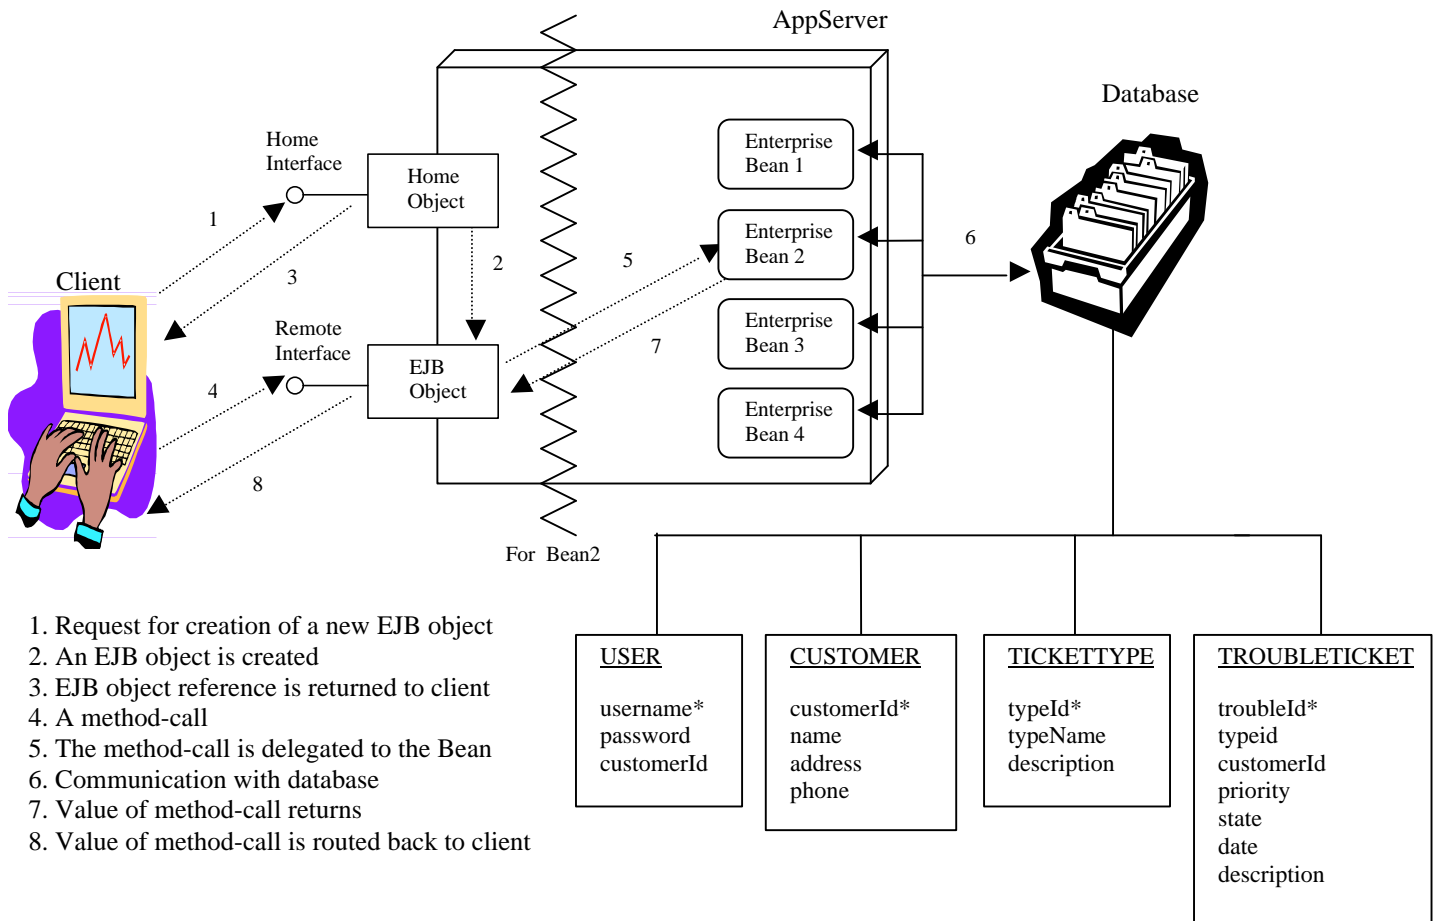 AppServer
Database
Home
Interface
Home
Object
Enterprise
Bean 1
1
2
3
5
6
Enterprise
Bean 2
Client
Remote
Interface
EJB
Object
4
7
8
Enterprise
Bean 3
Enterprise
Bean 4
For Bean2
1. Request for creation of a new EJB object
2. An EJB object is created
3. EJB object reference is returned to client
4. A method-call
5. The method-call is delegated to the Bean
6. Communication with database
7. Value of method-call returns
8. Value of method-call is routed back to client
USER
username*
password
customerId
CUSTOMER
customerId*
name
address
phone
TICKETTYPE
typeId*
typeName
description
TROUBLETICKET
troubleId*
typeid
customerId
priority
state
date
description